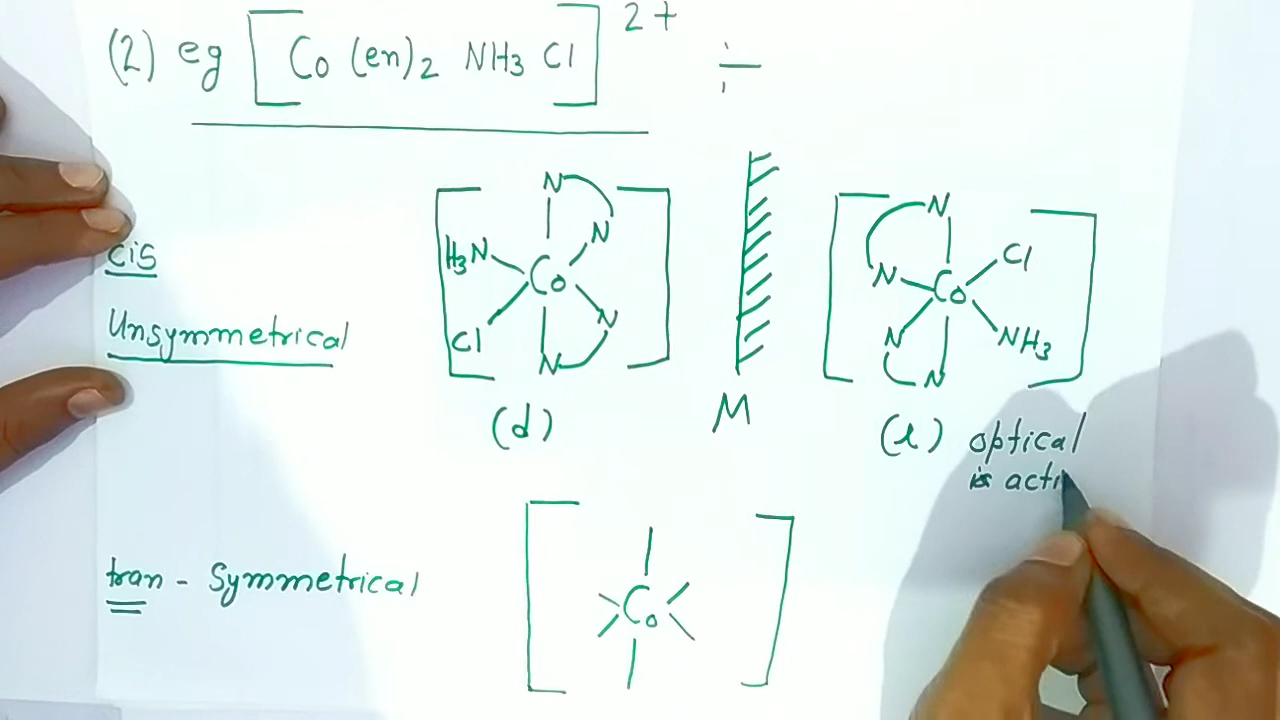 (2) eg [Co (en)2 NH3 Cl]2+ ÷
cis
Unsymmetrical
N
N
H3N
Co
Cl
N
N
(d)
M
N
Cl
N
Co
N
NH3
N
(l) optical
is acti
tran - Symmetrical
Co